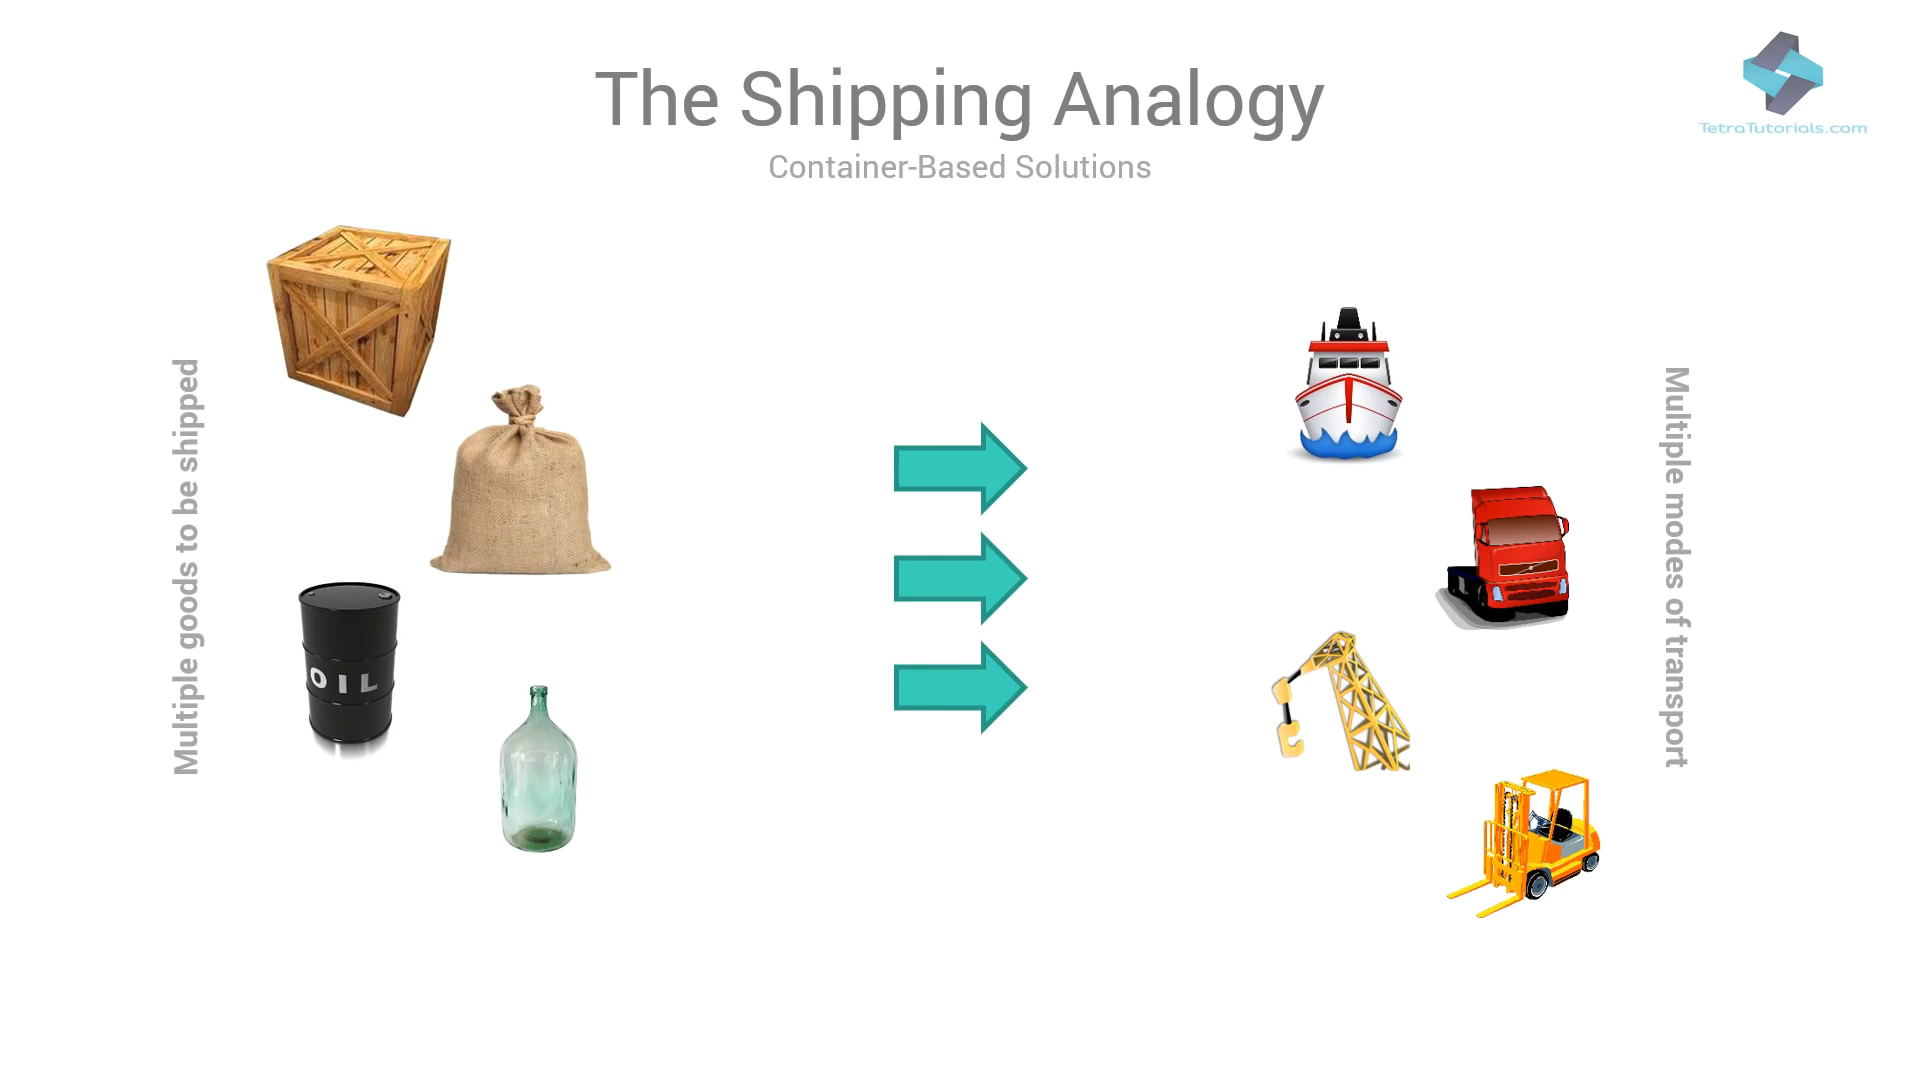 The Shipping Analogy
Container-Based Solutions
TetraTutorials.com
Multiple goods to be shipped
OIL
Multiple modes of transport